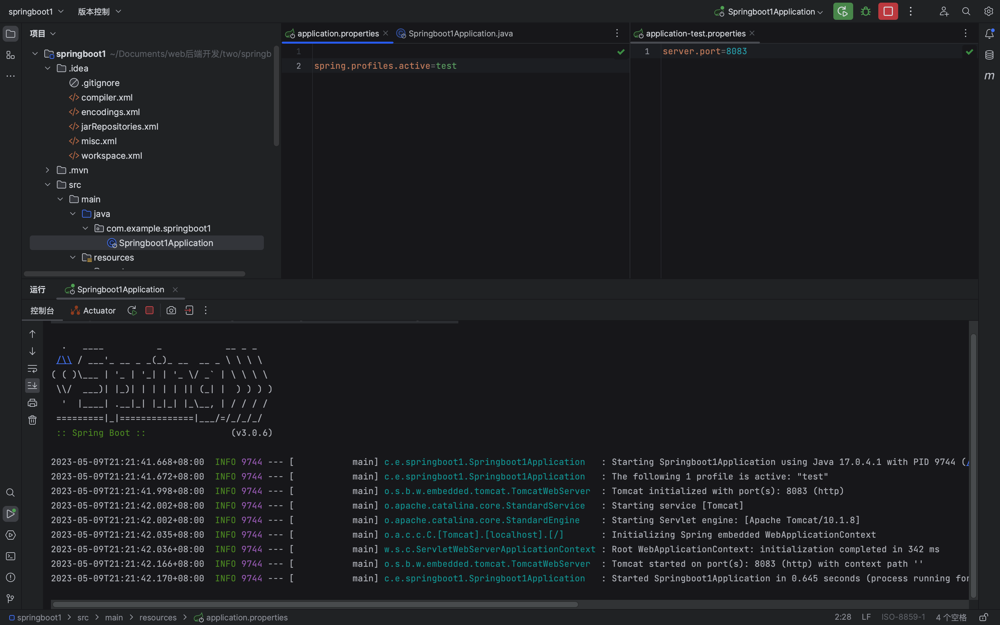 springboot1
版本控制
Springboot1Application
项目
springboot1 ~/Documents/web后端开发/two/springb
.idea
.gitignore
compiler.xml
encodings.xml
jarRepositories.xml
misc.xml
workspace.xml
.mvn
src
main
java
com.example.springboot1
Springboot1Application
resources
application.properties
Springboot1Application.java
1
2 spring.profiles.active=test
application-test.properties
1 server.port=8083
m
运行 Springboot1Application
控制台 Actuator
  .   ____          _            __ _ _
 /\\ / ___'_ __ _ _(_)_ __  __ _ \ \ \ \
( ( )\___ | '_ | '_| | '_ \/ _` | \ \ \ \
 \\/  ___)| |_)| | | | | || (_| |  ) ) ) )
  '  |____| .__|_| |_|_| |_\__, | / / / /
 =========|_|==============|___/=/_/_/_/
 :: Spring Boot ::                (v3.0.6)
2023-05-09T21:21:41.668+08:00  INFO 9744 --- [           main] c.e.springboot1.Springboot1Application   : Starting Springboot1Application using Java 17.0.4.1 with PID 9744 (/
2023-05-09T21:21:41.672+08:00  INFO 9744 --- [           main] c.e.springboot1.Springboot1Application   : The following 1 profile is active: "test"
2023-05-09T21:21:41.998+08:00  INFO 9744 --- [           main] o.s.b.w.embedded.tomcat.TomcatWebServer  : Tomcat initialized with port(s): 8083 (http)
2023-05-09T21:21:42.002+08:00  INFO 9744 --- [           main] o.apache.catalina.core.StandardService   : Starting service [Tomcat]
2023-05-09T21:21:42.002+08:00  INFO 9744 --- [           main] o.apache.catalina.core.StandardEngine    : Starting Servlet engine: [Apache Tomcat/10.1.8]
2023-05-09T21:21:42.035+08:00  INFO 9744 --- [           main] o.a.c.c.C.[Tomcat].[localhost].[/]       : Initializing Spring embedded WebApplicationContext
2023-05-09T21:21:42.036+08:00  INFO 9744 --- [           main] w.s.c.ServletWebServerApplicationContext : Root WebApplicationContext: initialization completed in 342 ms
2023-05-09T21:21:42.166+08:00  INFO 9744 --- [           main] o.s.b.w.embedded.tomcat.TomcatWebServer  : Tomcat started on port(s): 8083 (http) with context path ''
2023-05-09T21:21:42.170+08:00  INFO 9744 --- [           main] c.e.springboot1.Springboot1Application   : Started Springboot1Application in 0.645 seconds (process running for
springboot1 > src > main > resources > application.properties
2:28 LF ISO-8859-1 4 个空格